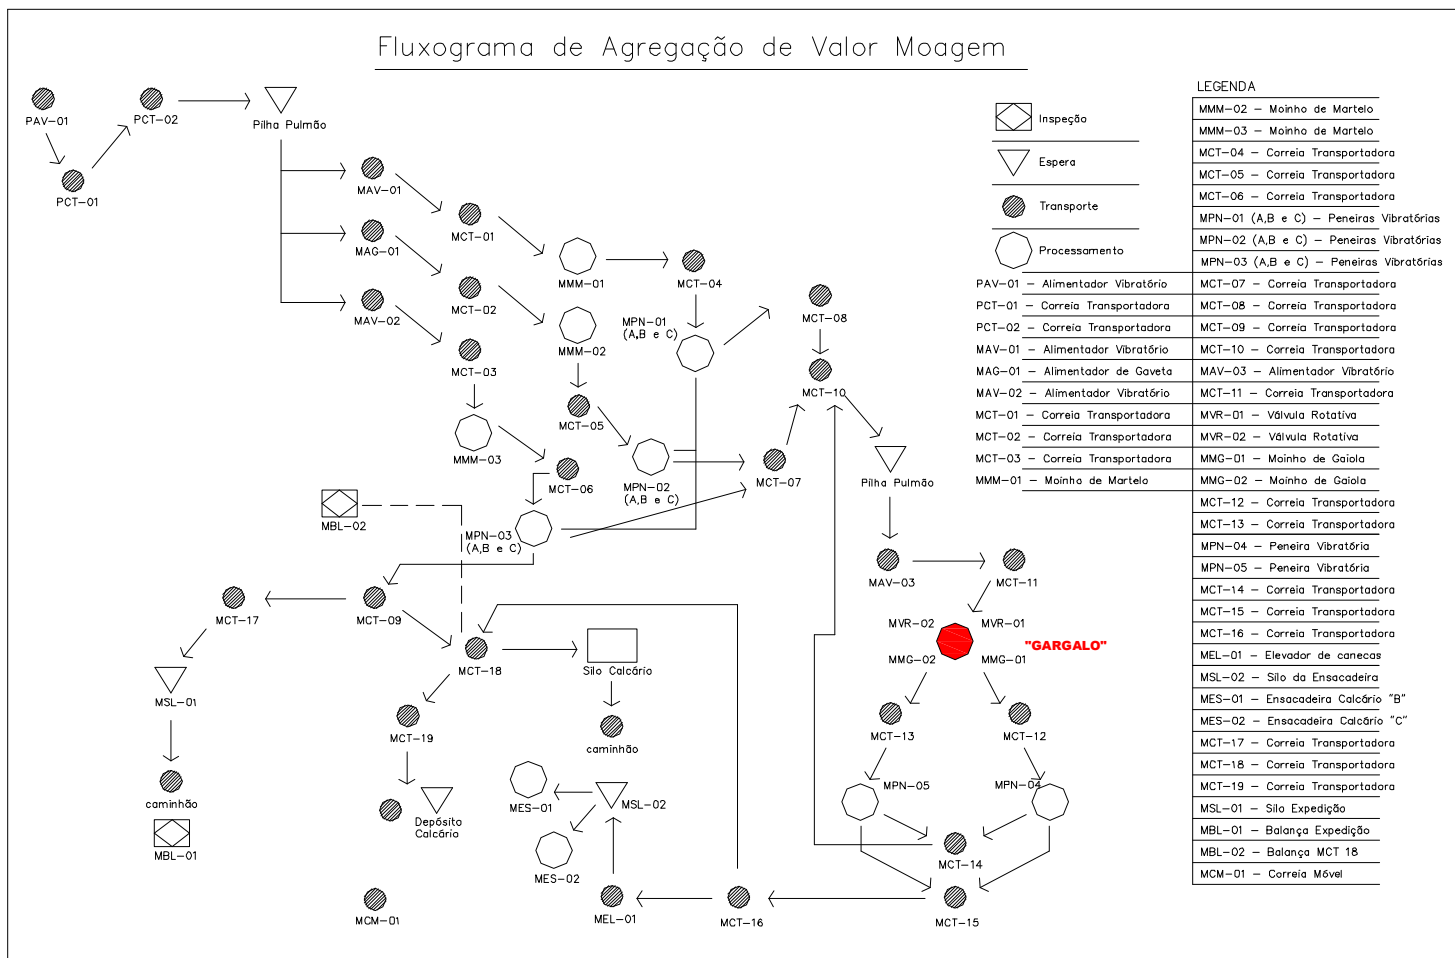 Fluxograma de Agregação de Valor Moagem
PAV-01
PCT-02
PCT-01
Pilha Pulmão
MAV-01
MCT-01
MAG-01
MCT-02
MMM-01
MCT-04
MAV-02
MCT-03
MMM-02
MPN-01
(A,B e C)
MCT-08
MCT-10
MCT-05
MMM-03
MCT-06
MPN-02
(A,B e C)
MCT-07
Pilha Pulmão
MBL-02
MPN-03
(A,B e C)
MAV-03
MCT-11
MCT-17
MCT-09
MVR-02
MVR-01
"GARGALO"
MMG-02
MMG-01
MCT-18
Silo Calcário
MSL-01
MCT-19
caminhão
MCT-13
MCT-12
caminhão
MBL-01
Depósito
Calcário
MES-01
MSL-02
MES-02
MPN-05
MPN-04
MCT-14
MCM-01
MEL-01
MCT-16
MCT-15
Inspeção
Espera
Transporte
Processamento
PAV-01 - Alimentador Vibratório
PCT-01 - Correia Transportadora
PCT-02 - Correia Transportadora
MAV-01 - Alimentador Vibratório
MAG-01 - Alimentador de Gaveta
MAV-02 - Alimentador Vibratório
MCT-01 - Correia Transportadora
MCT-02 - Correia Transportadora
MCT-03 - Correia Transportadora
MMM-01 - Moinho de Martelo
LEGENDA
MMM-02 - Moinho de Martelo
MMM-03 - Moinho de Martelo
MCT-04 - Correia Transportadora
MCT-05 - Correia Transportadora
MCT-06 - Correia Transportadora
MPN-01 (A,B e C) - Peneiras Vibratórias
MPN-02 (A,B e C) - Peneiras Vibratórias
MPN-03 (A,B e C) - Peneiras Vibratórias
MCT-07 - Correia Transportadora
MCT-08 - Correia Transportadora
MCT-09 - Correia Transportadora
MCT-10 - Correia Transportadora
MAV-03 - Alimentador Vibratório
MCT-11 - Correia Transportadora
MVR-01 - Válvula Rotativa
MVR-02 - Válvula Rotativa
MMG-01 - Moinho de Gaiola
MMG-02 - Moinho de Gaiola
MCT-12 - Correia Transportadora
MCT-13 - Correia Transportadora
MPN-04 - Peneira Vibratória
MPN-05 - Peneira Vibratória
MCT-14 - Correia Transportadora
MCT-15 - Correia Transportadora
MCT-16 - Correia Transportadora
MEL-01 - Elevador de canecas
MSL-02 - Silo da Ensacadeira
MES-01 - Ensacadeira Calcário "B"
MES-02 - Ensacadeira Calcário "C"
MCT-17 - Correia Transportadora
MCT-18 - Correia Transportadora
MCT-19 - Correia Transportadora
MSL-01 - Silo Expedição
MBL-01 - Balança Expedição
MBL-02 - Balança MCT 18
MCM-01 - Correia Móvel